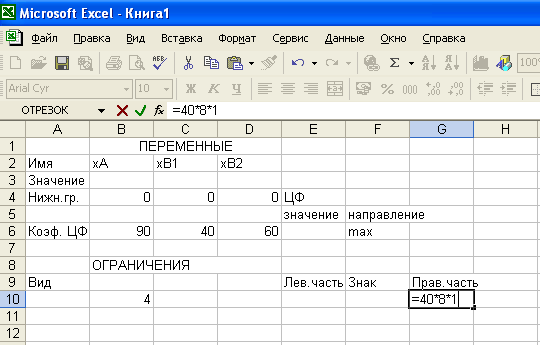 Microsoft Excel - Книга1
Файл Правка Вид Вставка Формат Сервис Данные Окно Справка
Arial Cyr 10 Ж К Ч % 000
ОТРЕЗОК =40*8*1
A B C D E F G H
1 ПЕРЕМЕННЫЕ
2 Имя xA xB1 xB2
3 Значение
4 Нижн.гр. 0 0 0 ЦФ
5 значение направление
6 Коэф. ЦФ 90 40 60 max
7
8 ОГРАНИЧЕНИЯ
9 Вид Лев.часть Знак Прав.часть
10 4 =40*8*1
11
12